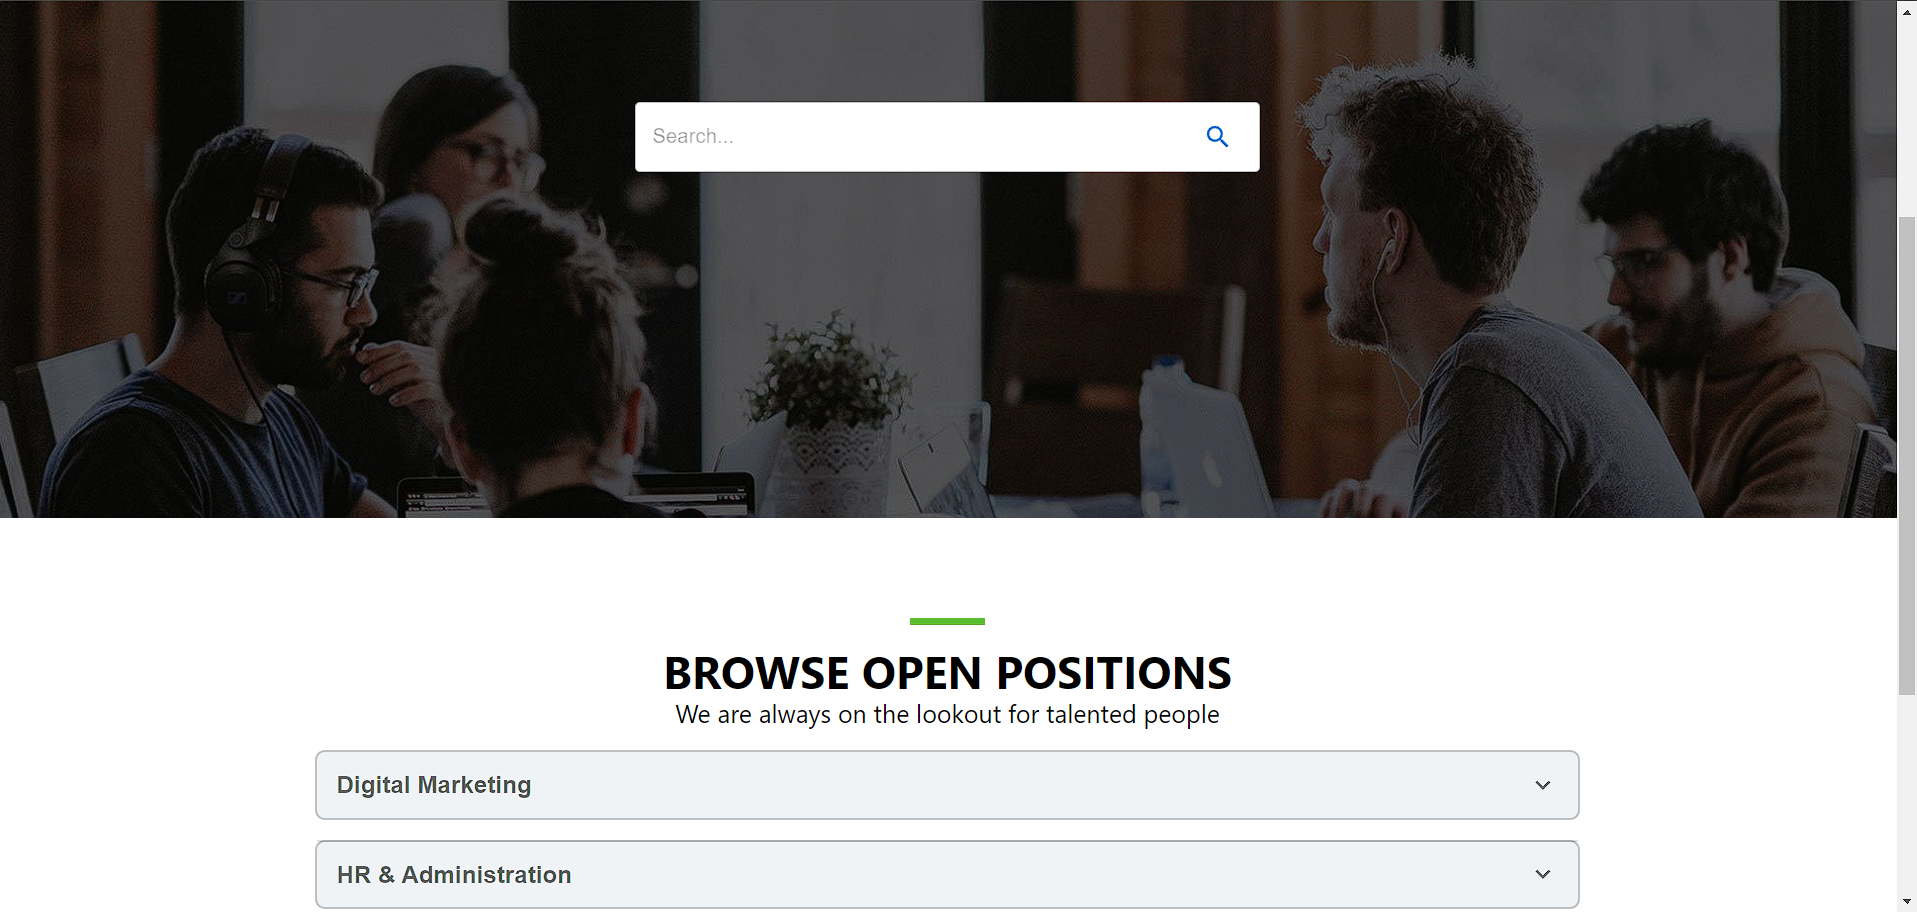 Search...
BROWSE OPEN POSITIONS
We are always on the lookout for talented people
Digital Marketing
HR & Administration